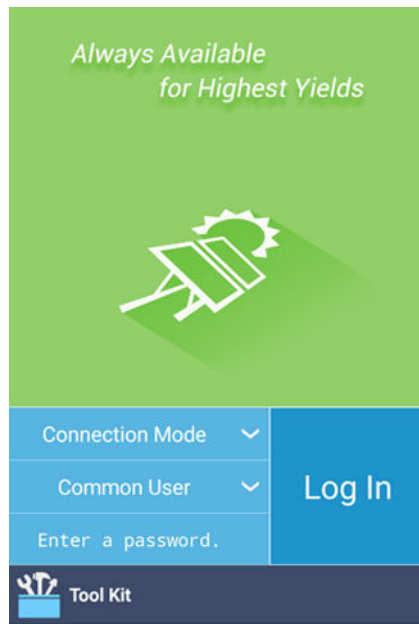 Always Available
for Highest Yields
Connection Mode
Common User
Enter a password.
Log In
Tool Kit